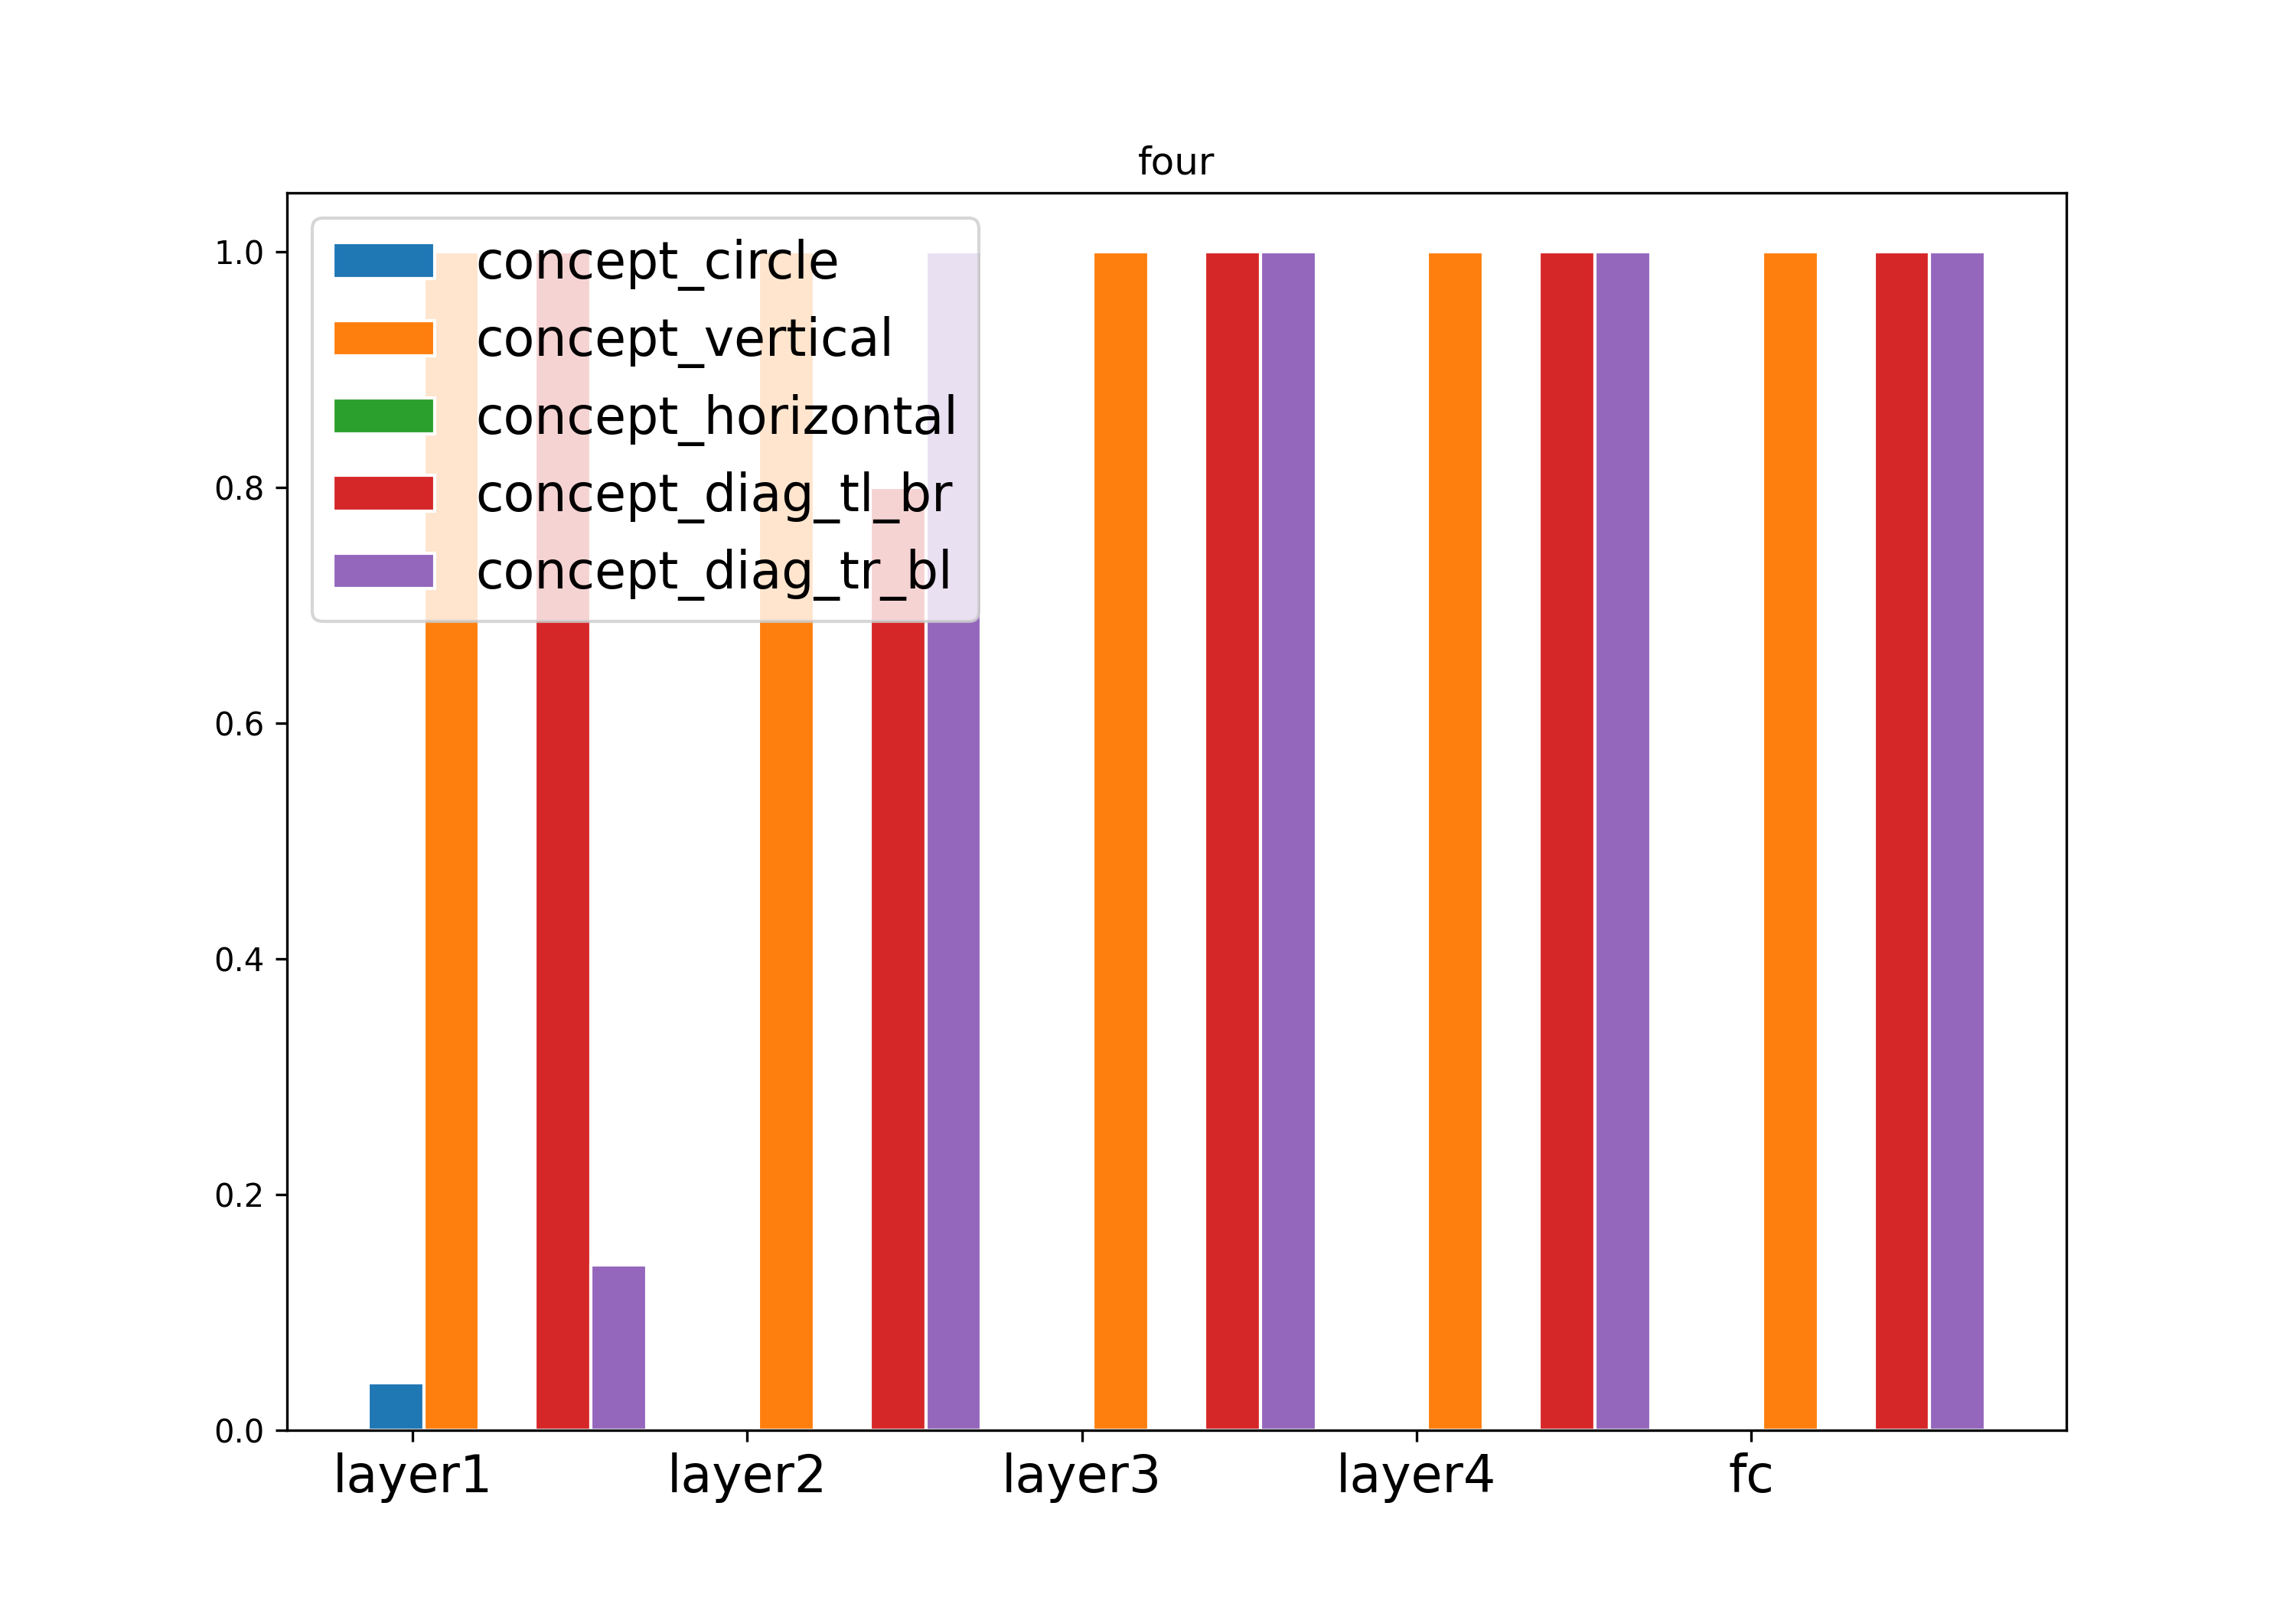 four
1.0
0.8
0.6
0.4
0.2
0.0
concept_circle
concept_vertical
concept_horizontal
concept_diag_tl_br
concept_diag_tr_bl
layer1 layer2 layer3 layer4 fc